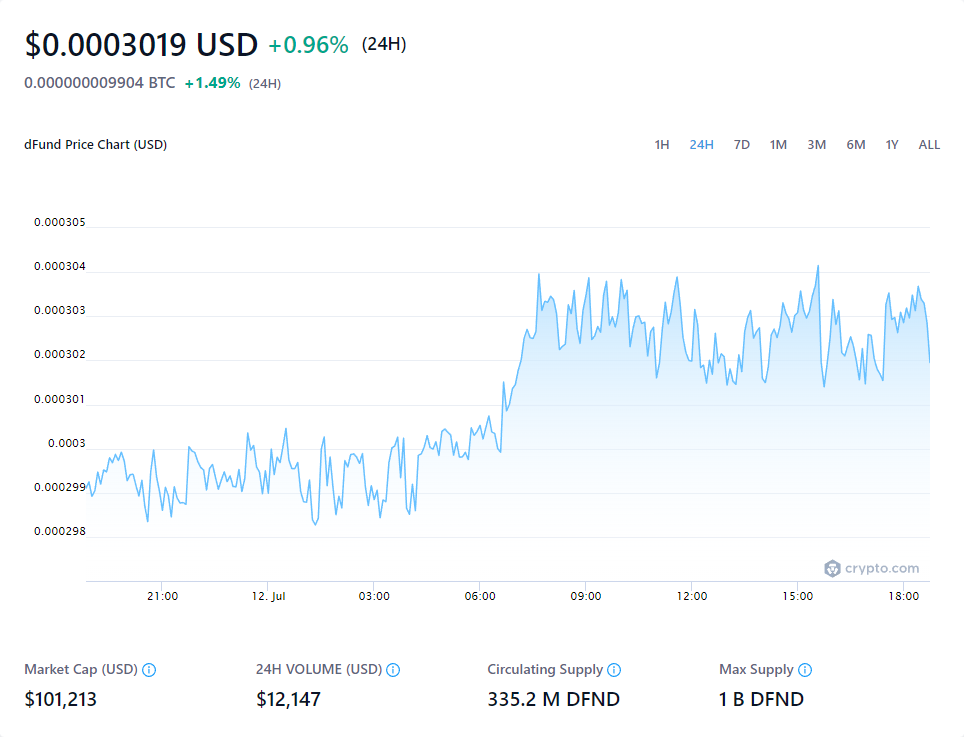 $0.0003019 USD +0.96% (24H)
0.000000009904 BTC +1.49% (24H)
dFund Price Chart (USD) 1H 24H 7D 1M 3M 6M 1Y ALL
0.000305
0.000304
0.000303
0.000302
0.000301
0.0003
0.000299
0.000298
crypto.com
21:00 12. Jul 03:00 06:00 09:00 12:00 15:00 18:00
Market Cap (USD) 24H VOLUME (USD) Circulating Supply Max Supply
$101,213 $12,147 335.2 M DFND 1 B DFND